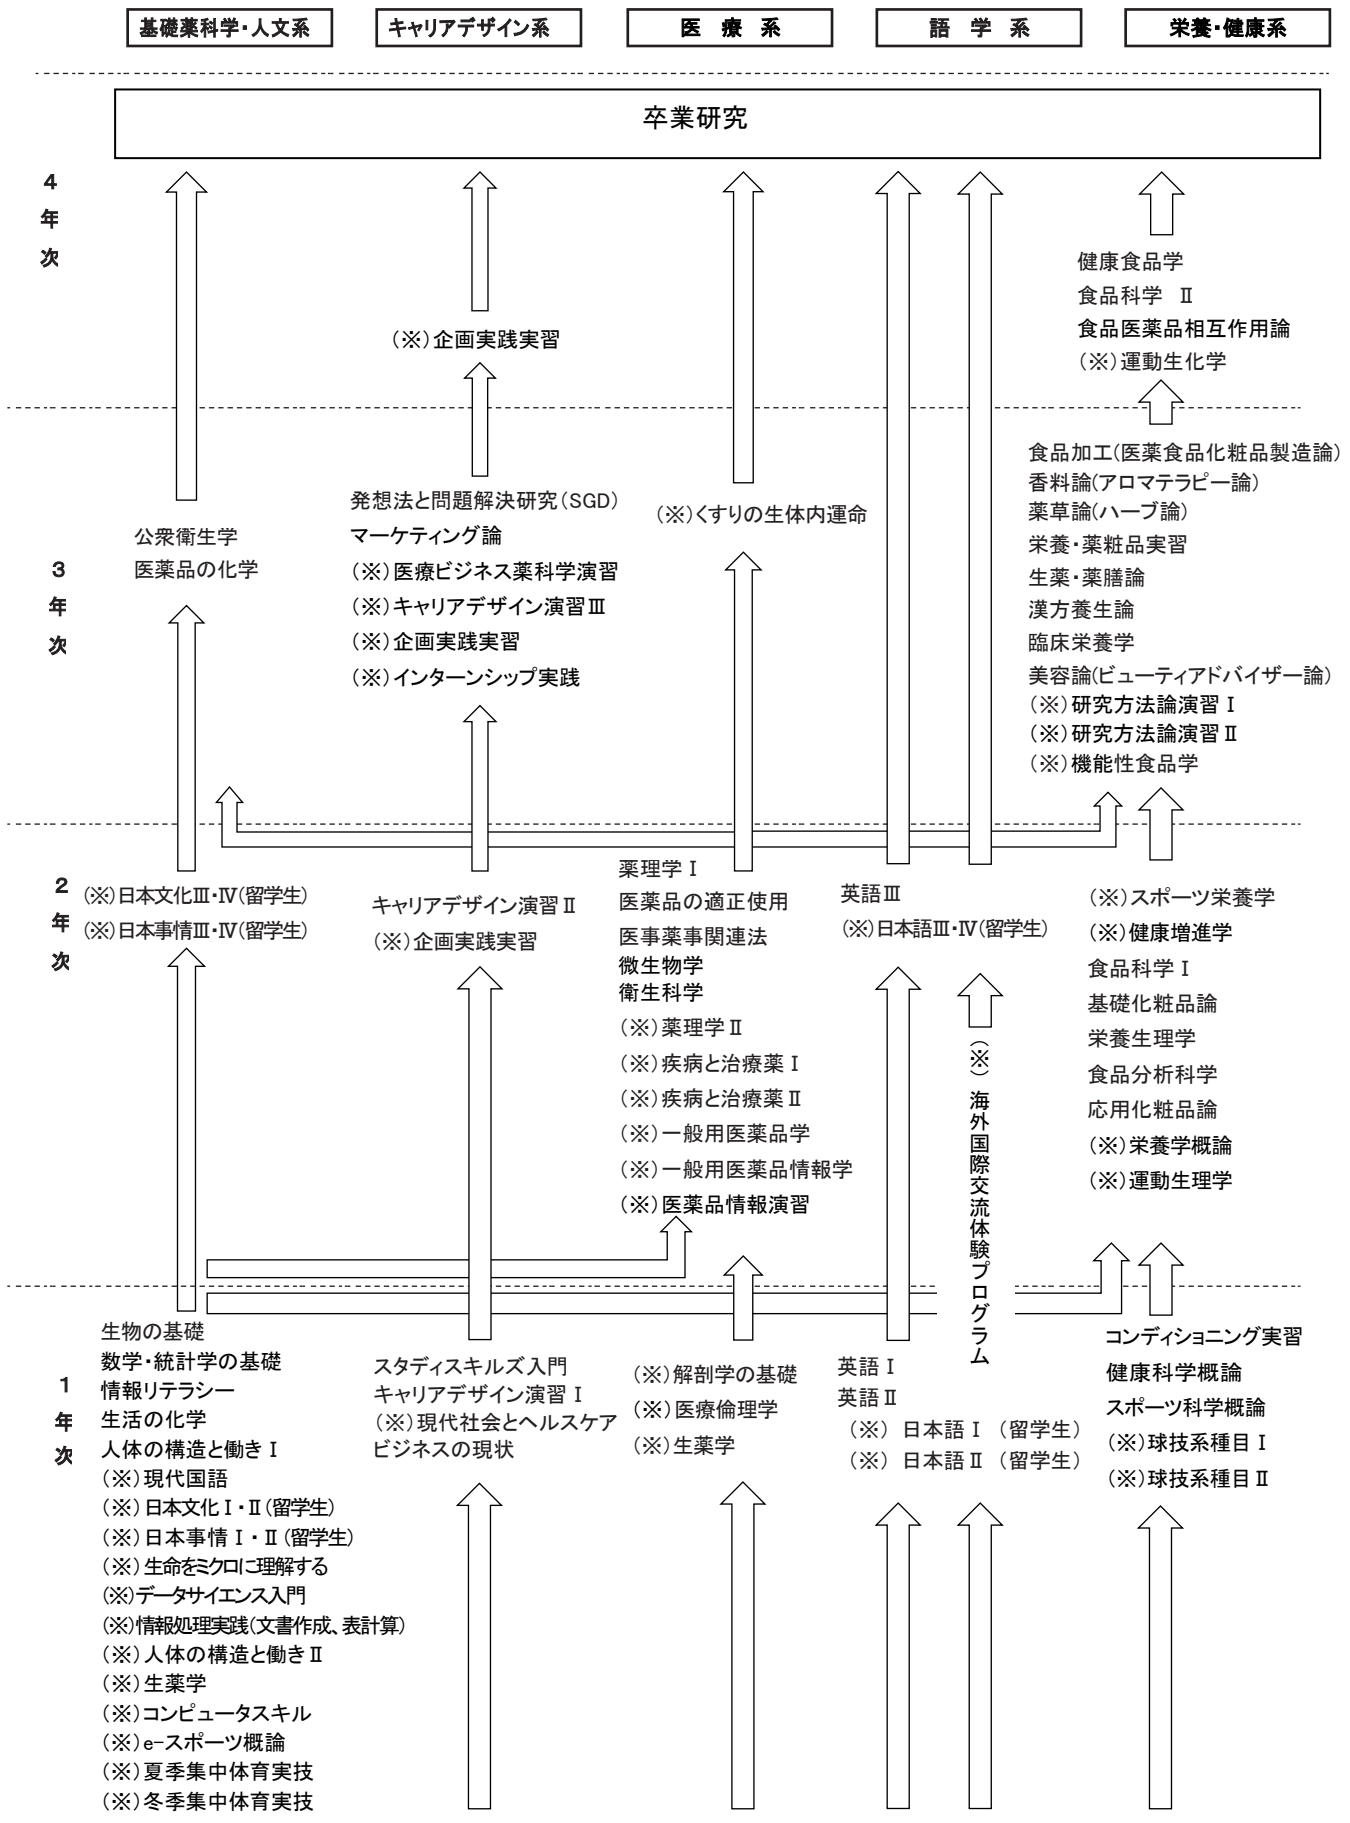 基礎薬科学・人文系
キャリアデザイン系
医 療 系
語 学 系
栄養・健康系
卒業研究
4
年
次
健康食品学
食品科学 Ⅱ
食品医薬品相互作用論
(※)運動生化学
(※)企画実践実習
3
年
次
公衆衛生学
医薬品の化学
発想法と問題解決研究(SGD)
マーケティング論
(※)医療ビジネス薬科学演習
(※)キャリアデザイン演習Ⅲ
(※)企画実践実習
(※)インターンシップ実践
(※)くすりの生体内運命
食品加工(医薬食品化粧品製造論)
香料論(アロマテラピー論)
薬草論(ハーブ論)
栄養・薬粧品実習
生薬・薬膳論
漢方養生論
臨床栄養学
美容論(ビューティアドバイザー論)
(※)研究方法論演習Ⅰ
(※)研究方法論演習Ⅱ
(※)機能性食品学
2
年
次
(※)日本文化Ⅲ・Ⅳ(留学生)
(※)日本事情Ⅲ・Ⅳ(留学生)
キャリアデザイン演習Ⅱ
(※)企画実践実習
薬理学Ⅰ
医薬品の適正使用
医事薬事関連法
微生物学
衛生科学
(※)薬理学Ⅱ
(※)疾病と治療薬Ⅰ
(※)疾病と治療薬Ⅱ
(※)一般用医薬品学
(※)一般用医薬品情報学
(※)医薬品情報演習
英語Ⅲ
(※)日本語Ⅲ・Ⅳ(留学生)
(※)海外国際交流体験プログラム
(※)スポーツ栄養学
(※)健康増進学
食品科学Ⅰ
基礎化粧品論
栄養生理学
食品分析科学
応用化粧品論
(※)栄養学概論
(※)運動生理学
1
年
次
生物の基礎
数学・統計学の基礎
情報リテラシー
生活の化学
人体の構造と働きⅠ
(※)現代国語
(※)日本文化Ⅰ・Ⅱ(留学生)
(※)日本事情Ⅰ・Ⅱ(留学生)
(※)生命をミクロに理解する
(※)データサイエンス入門
(※)情報処理実践(文書作成、表計算)
(※)人体の構造と働きⅡ
(※)生薬学
(※)コンピュータスキル
(※)e-スポーツ概論
(※)夏季集中体育実技
(※)冬季集中体育実技
スタディスキルズ入門
キャリアデザイン演習Ⅰ
(※)現代社会とヘルスケア
ビジネスの現状
(※)解剖学の基礎
(※)医療倫理学
(※)生薬学
英語Ⅰ
英語Ⅱ
(※) 日本語Ⅰ (留学生)
(※) 日本語Ⅱ (留学生)
コンディショニング実習
健康科学概論
スポーツ科学概論
(※)球技系種目Ⅰ
(※)球技系種目Ⅱ